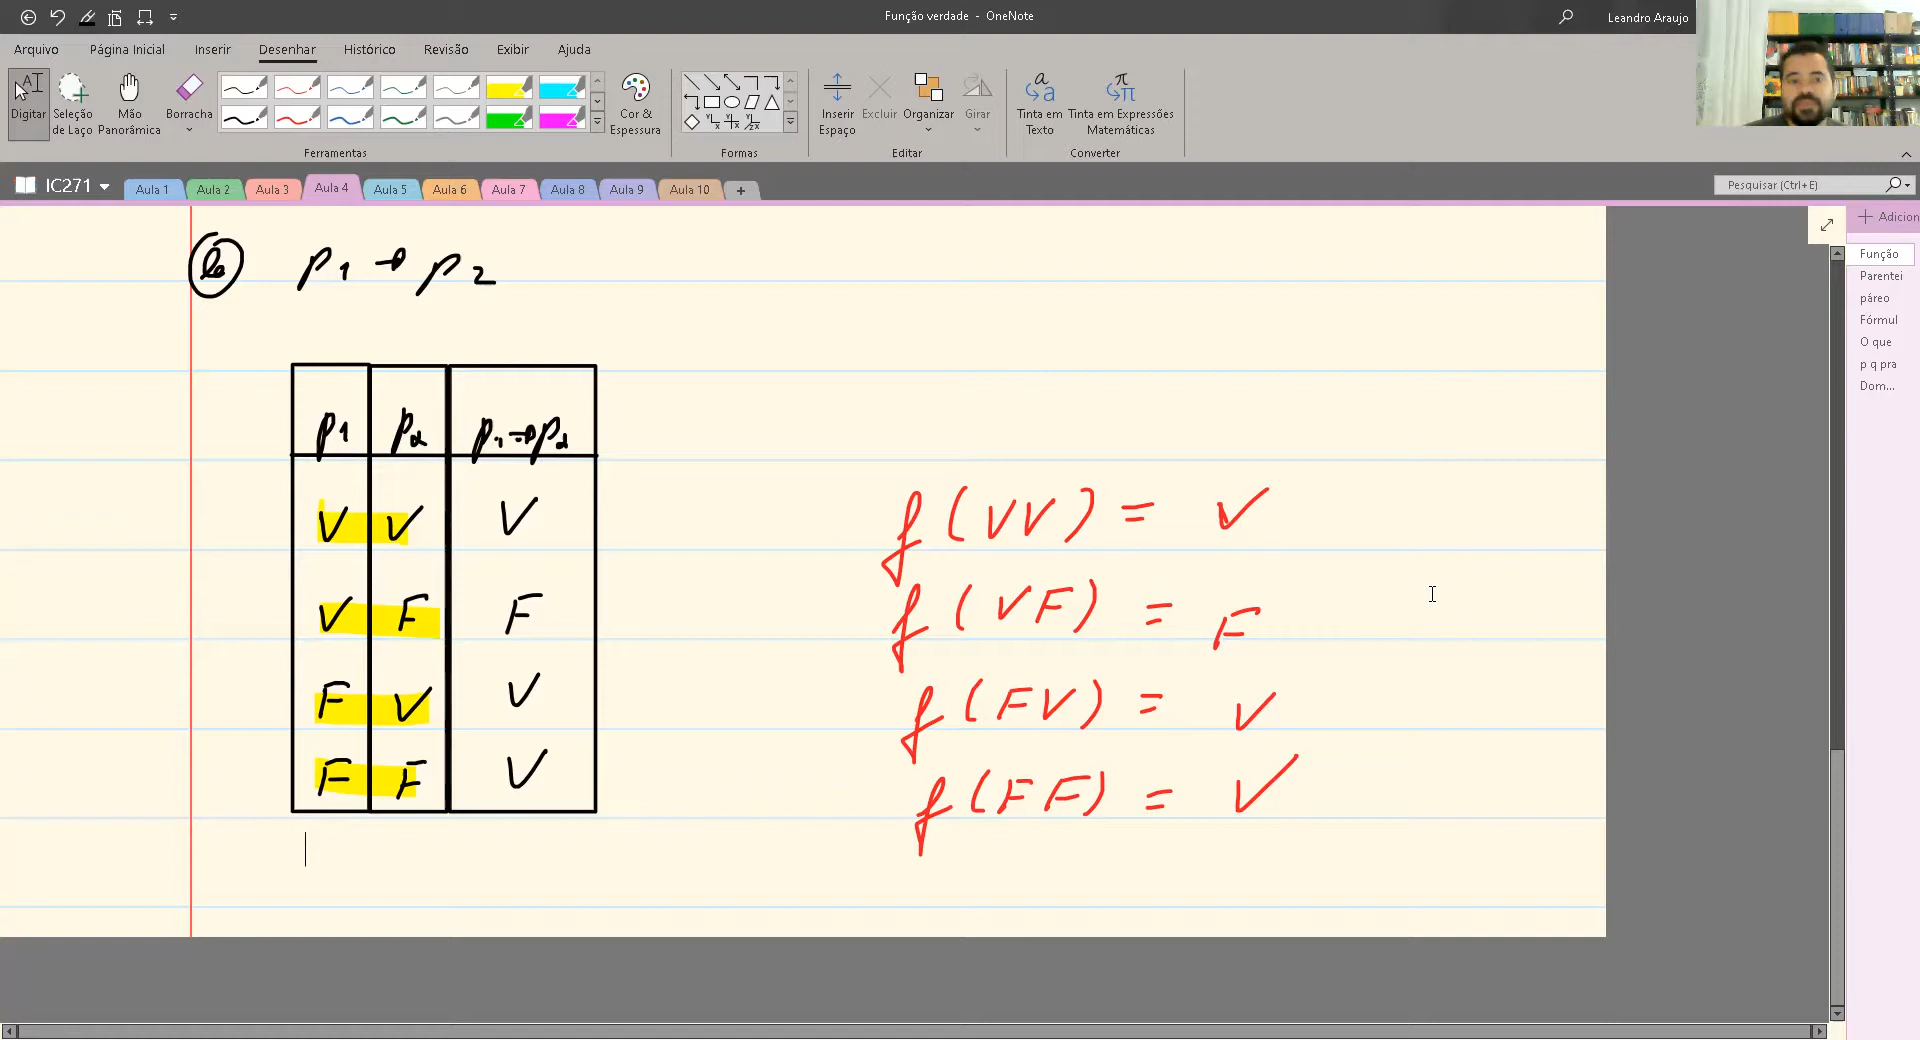 Função verdade - OneNote
Leandro Araujo
Arquivo
Página Inicial
Inserir
Desenhar
Histórico
Revisão
Exibir
Ajuda
Digitar
Seleção de Laço
Mão Panorâmica
Borracha
Cor & Espessura
Inserir Espaço
Excluir
Organizar
Girar
Tinta em Texto
Tinta em Expressões Matemáticas
Ferramentas
Formas
Editar
Converter
IC271
Aula 1
Aula 2
Aula 3
Aula 4
Aula 5
Aula 6
Aula 7
Aula 8
Aula 9
Aula 10
Pesquisar (Ctrl+E)
Adicion
Função
Parentei
páreo
Fórmul
O que
p q pra
Dom...
p1 → p2
p1 p2 p1→p2
V V V
V F F
F V V
F F V
f(VV) = V
f(VF) = F
f(FV) = V
f(FF) = V